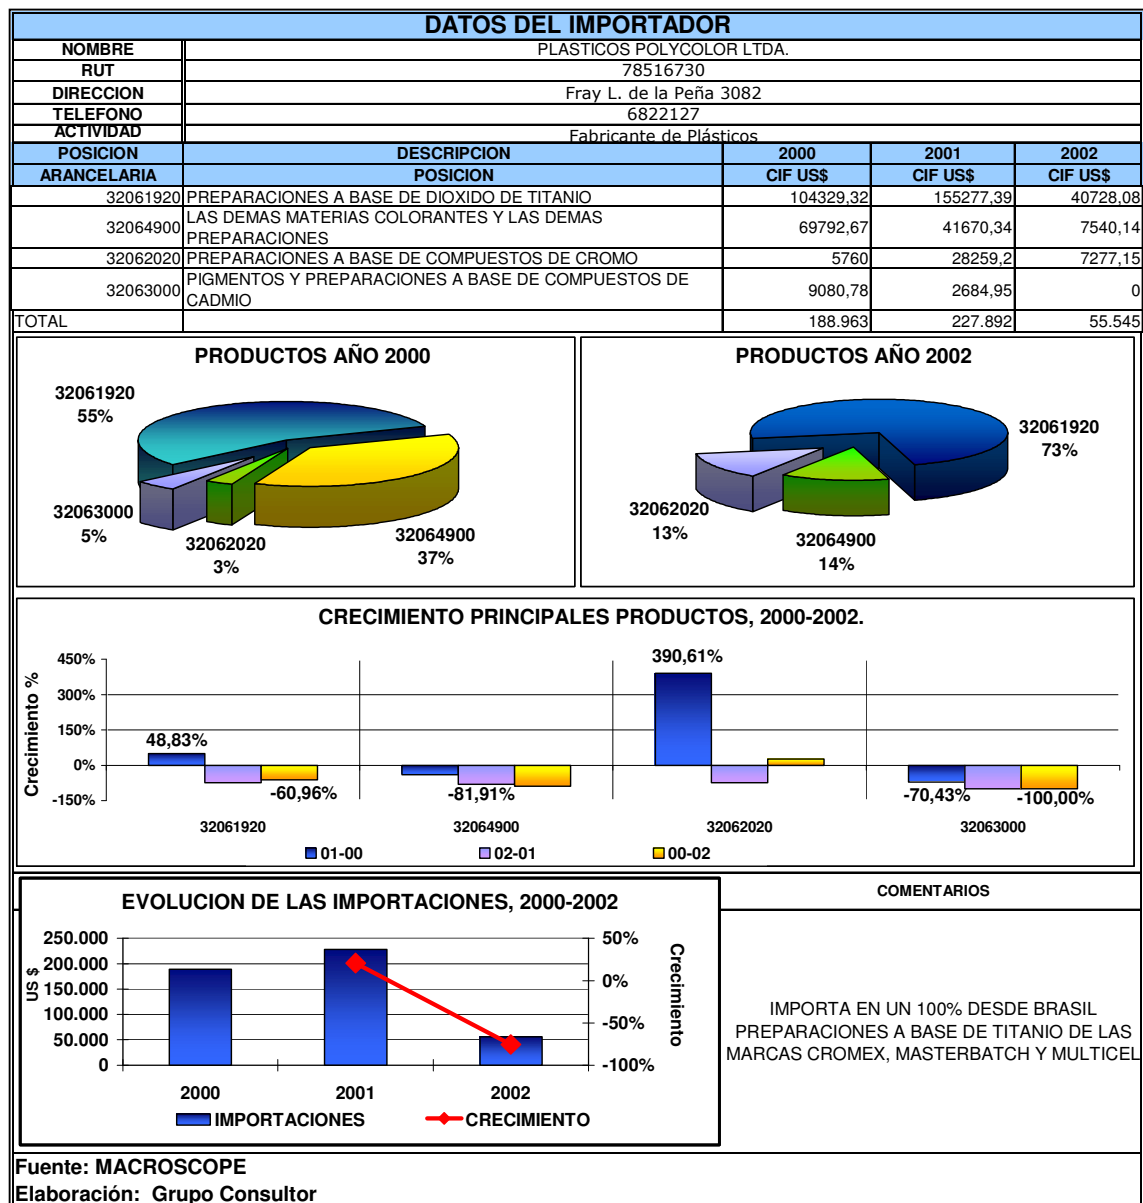 DATOS DEL IMPORTADOR
NOMBRE PLASTICOS POLYCOLOR LTDA.
RUT 78516730
DIRECCION Fray L. de la Peña 3082
TELEFONO 6822127
ACTIVIDAD Fabricante de Plásticos
POSICION DESCRIPCION 2000 2001 2002
ARANCELARIA POSICION CIF US$ CIF US$ CIF US$
32061920 PREPARACIONES A BASE DE DIOXIDO DE TITANIO 104329,32 155277,39 40728,08
32064900 LAS DEMAS MATERIAS COLORANTES Y LAS DEMAS
PREPARACIONES 69792,67 41670,34 7540,14
32062020 PREPARACIONES A BASE DE COMPUESTOS DE CROMO 5760 28259,2 7277,15
32063000 PIGMENTOS Y PREPARACIONES A BASE DE COMPUESTOS DE
CADMIO 9080,78 2684,95 0
TOTAL 188.963 227.892 55.545
PRODUCTOS AÑO 2000
32061920
55%
32063000
5%
32062020
3%
32064900
37%
PRODUCTOS AÑO 2002
32061920
73%
32062020
13%
32064900
14%
CRECIMIENTO PRINCIPALES PRODUCTOS, 2000-2002.
Crecimiento %
450%
300%
150%
0%
-150%
48,83%
-60,96%
-81,91%
390,61%
-70,43%
-100,00%
32061920 32064900 32062020 32063000
01-00 02-01 00-02
EVOLUCION DE LAS IMPORTACIONES, 2000-2002
US $
250.000
200.000
150.000
100.000
50.000
0
50%
0%
-50%
-100%
Crecimiento
2000 2001 2002
IMPORTACIONES CRECIMIENTO
COMENTARIOS
IMPORTA EN UN 100% DESDE BRASIL
PREPARACIONES A BASE DE TITANIO DE LAS
MARCAS CROMEX, MASTERBATCH Y MULTICEL
Fuente: MACROSCOPE
Elaboración: Grupo Consultor